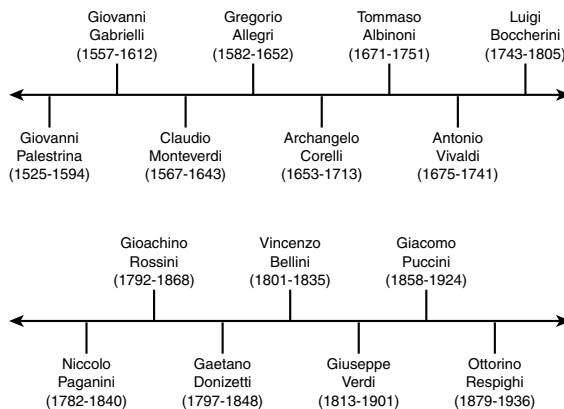 Giovanni
Gabrielli
(1557-1612)
Gregorio
Allegri
(1582-1652)
Tommaso
Albinoni
(1671-1751)
Luigi
Boccherini
(1743-1805)
Giovanni
Palestrina
(1525-1594)
Claudio
Monteverdi
(1567-1643)
Archangelo
Corelli
(1653-1713)
Antonio
Vivaldi
(1675-1741)
Gioachino
Rossini
(1792-1868)
Vincenzo
Bellini
(1801-1835)
Giacomo
Puccini
(1858-1924)
Niccolo
Paganini
(1782-1840)
Gaetano
Donizetti
(1797-1848)
Giuseppe
Verdi
(1813-1901)
Ottorino
Respighi
(1879-1936)